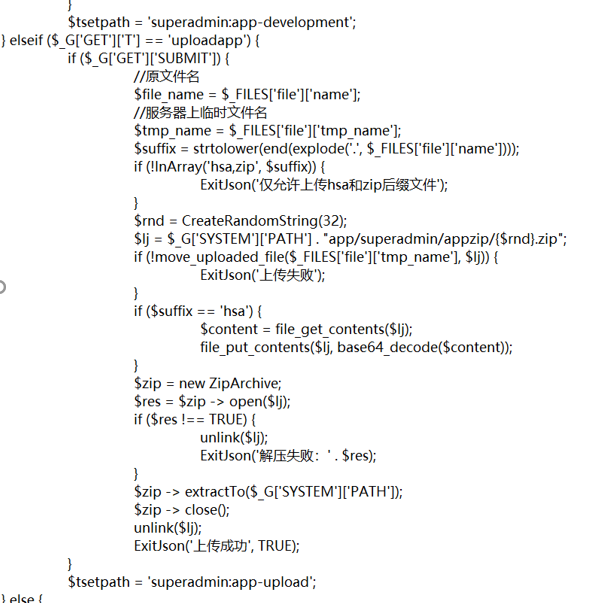 }
$tsetpath = 'superadmin:app-development';
} elseif ($_G['GET']['T'] == 'uploadapp') {
if ($_G['GET']['SUBMIT']) {
//原文件名
$file_name = $_FILES['file']['name'];
//服务器上临时文件名
$tmp_name = $_FILES['file']['tmp_name'];
$suffix = strtolower(end(explode('.', $_FILES['file']['name'])));
if (!InArray('hsa,zip', $suffix)) {
ExitJson('仅允许上传hsa和zip后缀文件');
}
$rnd = CreateRandomString(32);
$lj = $_G['SYSTEM']['PATH'] . "app/superadmin/appzip/{$rnd}.zip";
if (!move_uploaded_file($_FILES['file']['tmp_name'], $lj)) {
ExitJson('上传失败');
}
if ($suffix == 'hsa') {
$content = file_get_contents($lj);
file_put_contents($lj, base64_decode($content));
}
$zip = new ZipArchive;
$res = $zip -> open($lj);
if ($res !== TRUE) {
unlink($lj);
ExitJson('解压失败：' . $res);
}
$zip -> extractTo($_G['SYSTEM']['PATH']);
$zip -> close();
unlink($lj);
ExitJson('上传成功', TRUE);
}
$tsetpath = 'superadmin:app-upload';
} else {